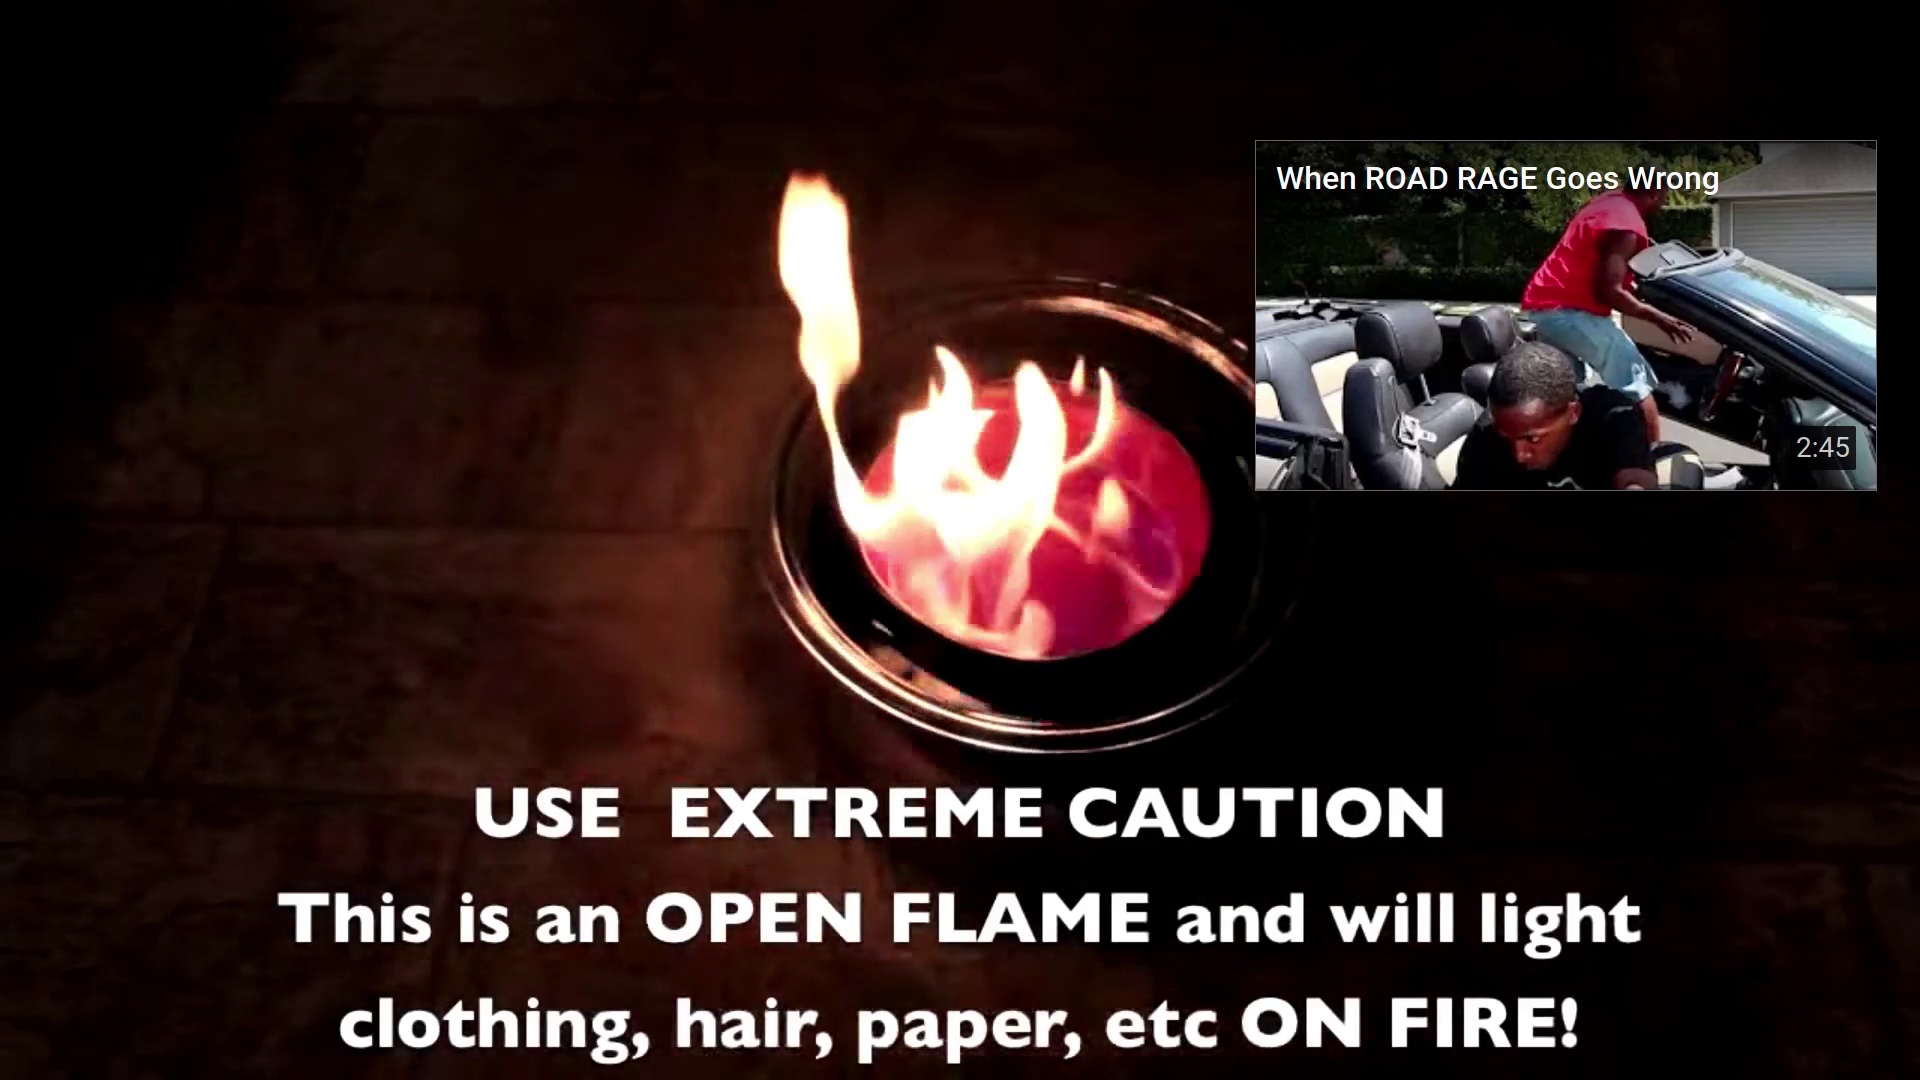 When ROAD RAGE Goes Wrong
2:45
USE EXTREME CAUTION
This is an OPEN FLAME and will light
clothing, hair, paper, etc ON FIRE!